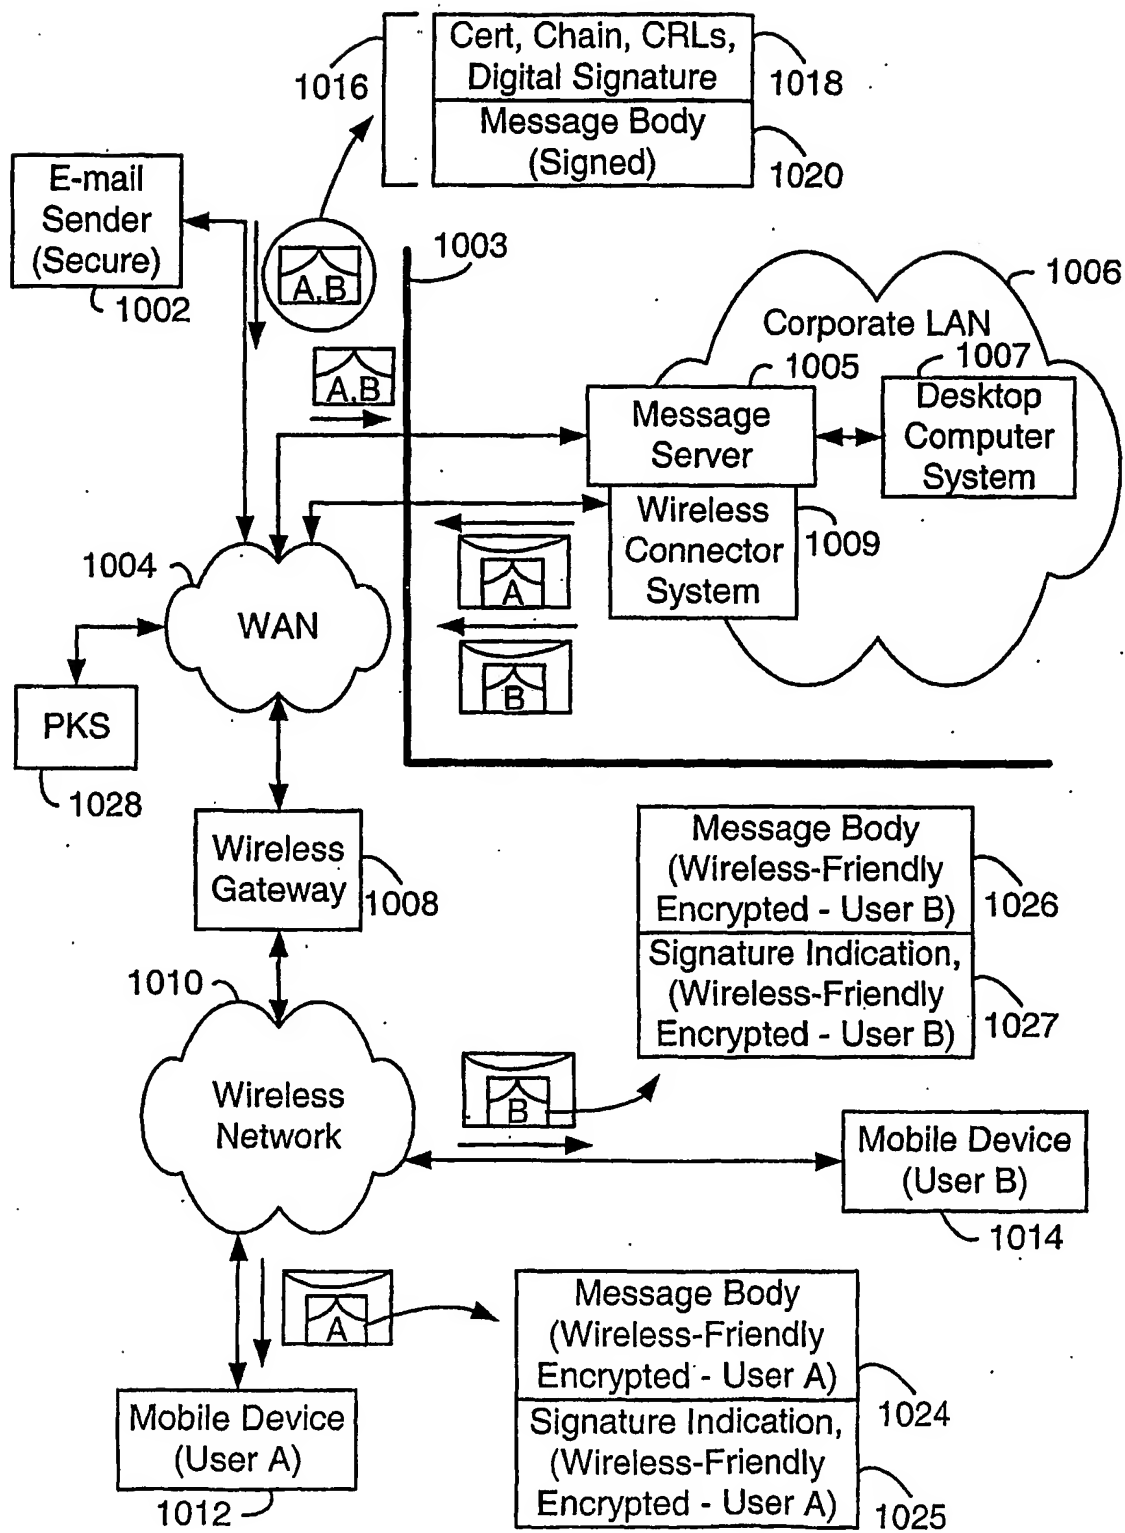 Cert, Chain, CRLs,
Digital Signature
1016
1018
Message Body
(Signed)
1020
E-mail
Sender
(Secure)
1002
A,B
1003
1006
Corporate LAN
A,B
1005
1007
Message
Server
Desktop
Computer
System
Wireless
Connector
System
1009
A
B
1004
WAN
PKS
1028
Wireless
Gateway
1008
Message Body
(Wireless-Friendly
Encrypted - User B)
1026
Signature Indication,
(Wireless-Friendly
Encrypted - User B)
1027
1010
Wireless
Network
B
Mobile Device
(User B)
1014
A
Message Body
(Wireless-Friendly
Encrypted - User A)
1024
Signature Indication,
(Wireless-Friendly
Encrypted - User A)
1025
Mobile Device
(User A)
1012